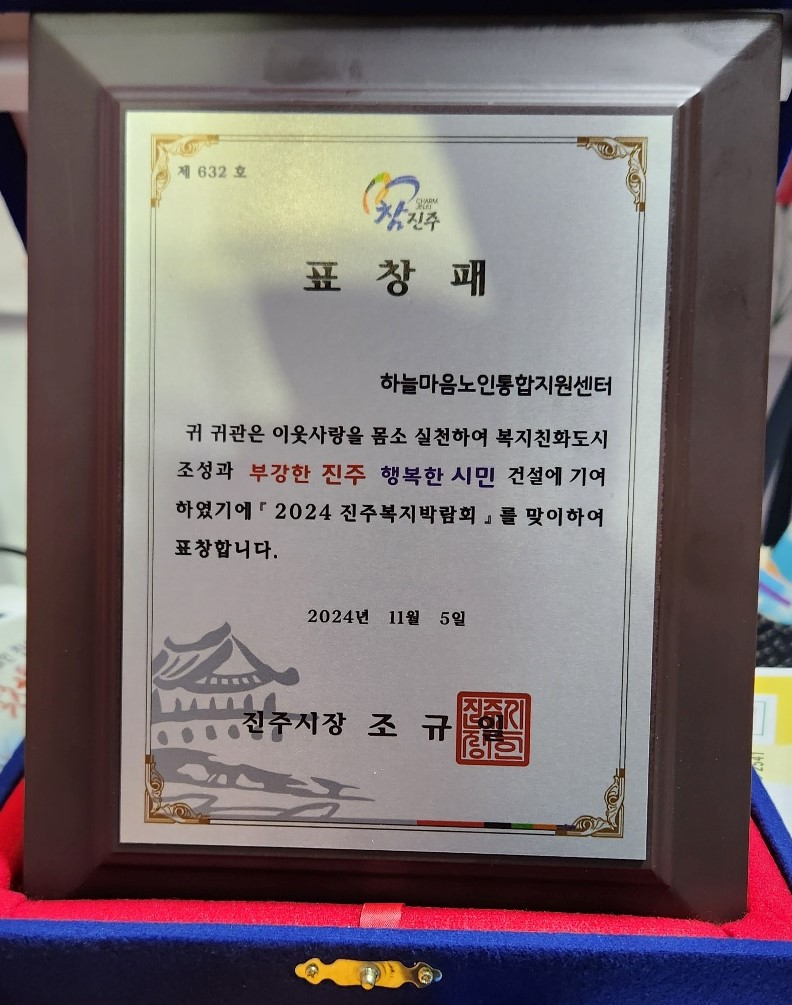 제 632 호
CHARM
JINJU
참진주
표 창 패
하늘마음노인통합지원센터
귀 귀관은 이웃사랑을 몸소 실천하여 복지친화도시
조성과 부강한 진주 행복한 시민 건설에 기여
하였기에『 2024 진주복지박람회 』를 맞이하여
표창합니다.
2024년 11월 5일
진주시장 조 규 일
진주시
장의인
2541